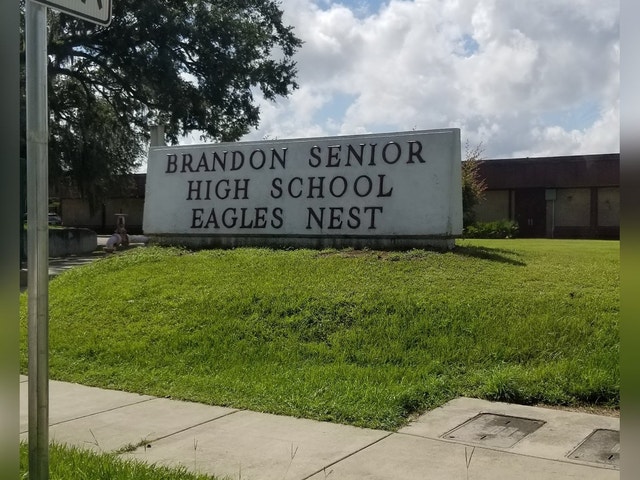 BRANDON SENIOR
HIGH SCHOOL
EAGLES NEST